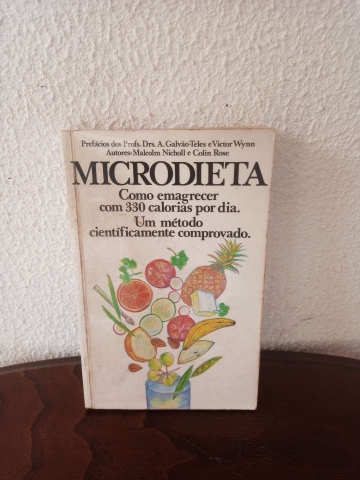 Prefácios dos Profs. Drs. A. Galvão-Teles e Victor Wynn
Autores: Malcolm Nicholl e Colin Rose
MICRODIETA
Como emagrecer
com 330 calorias por dia.
Um método
cientificamente comprovado.